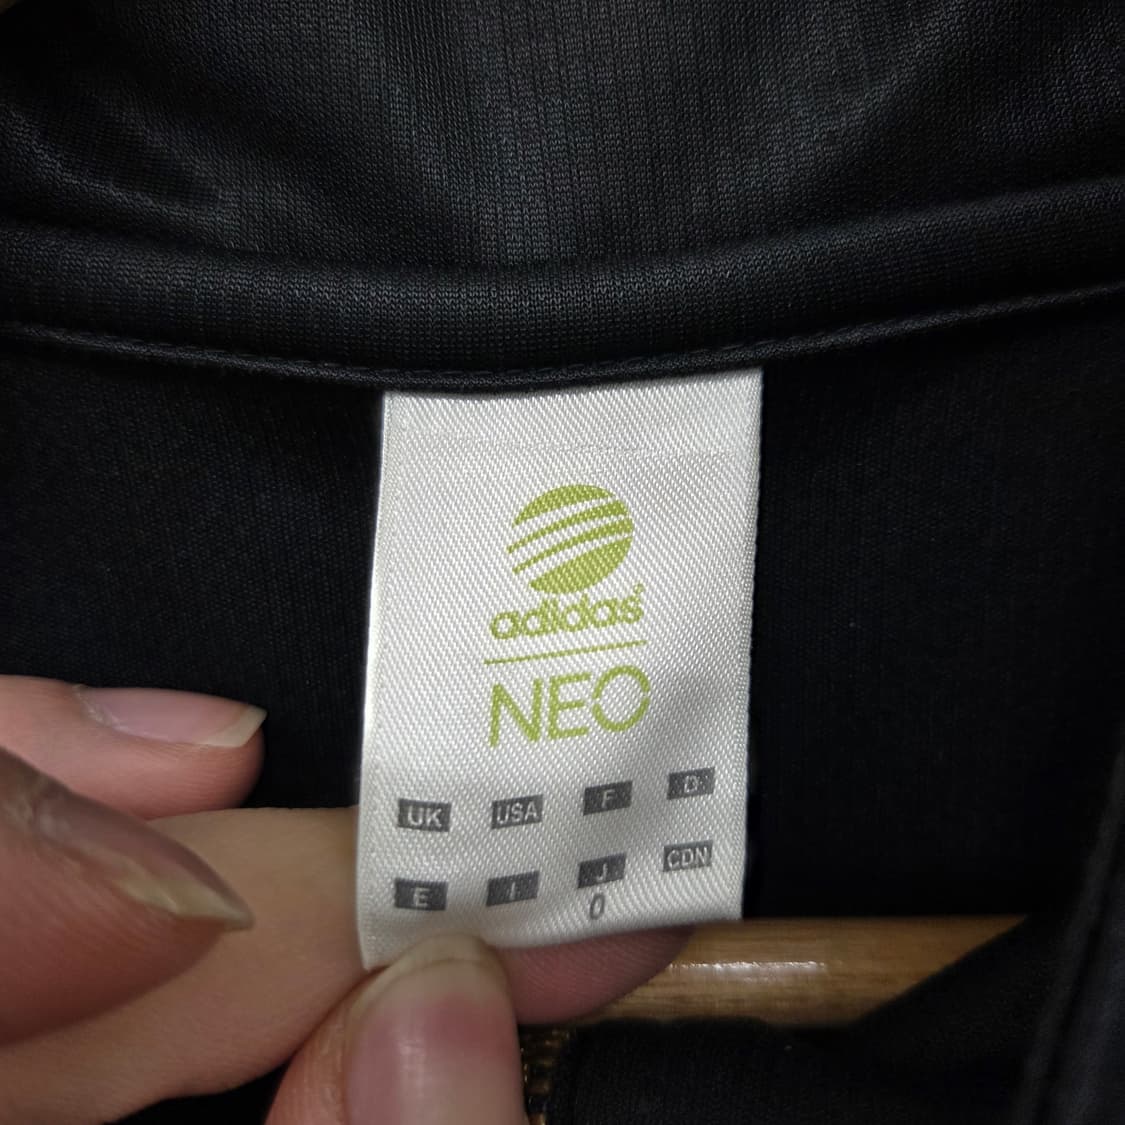 adidas®
NEO
UK USA F D
E I J CDN
0